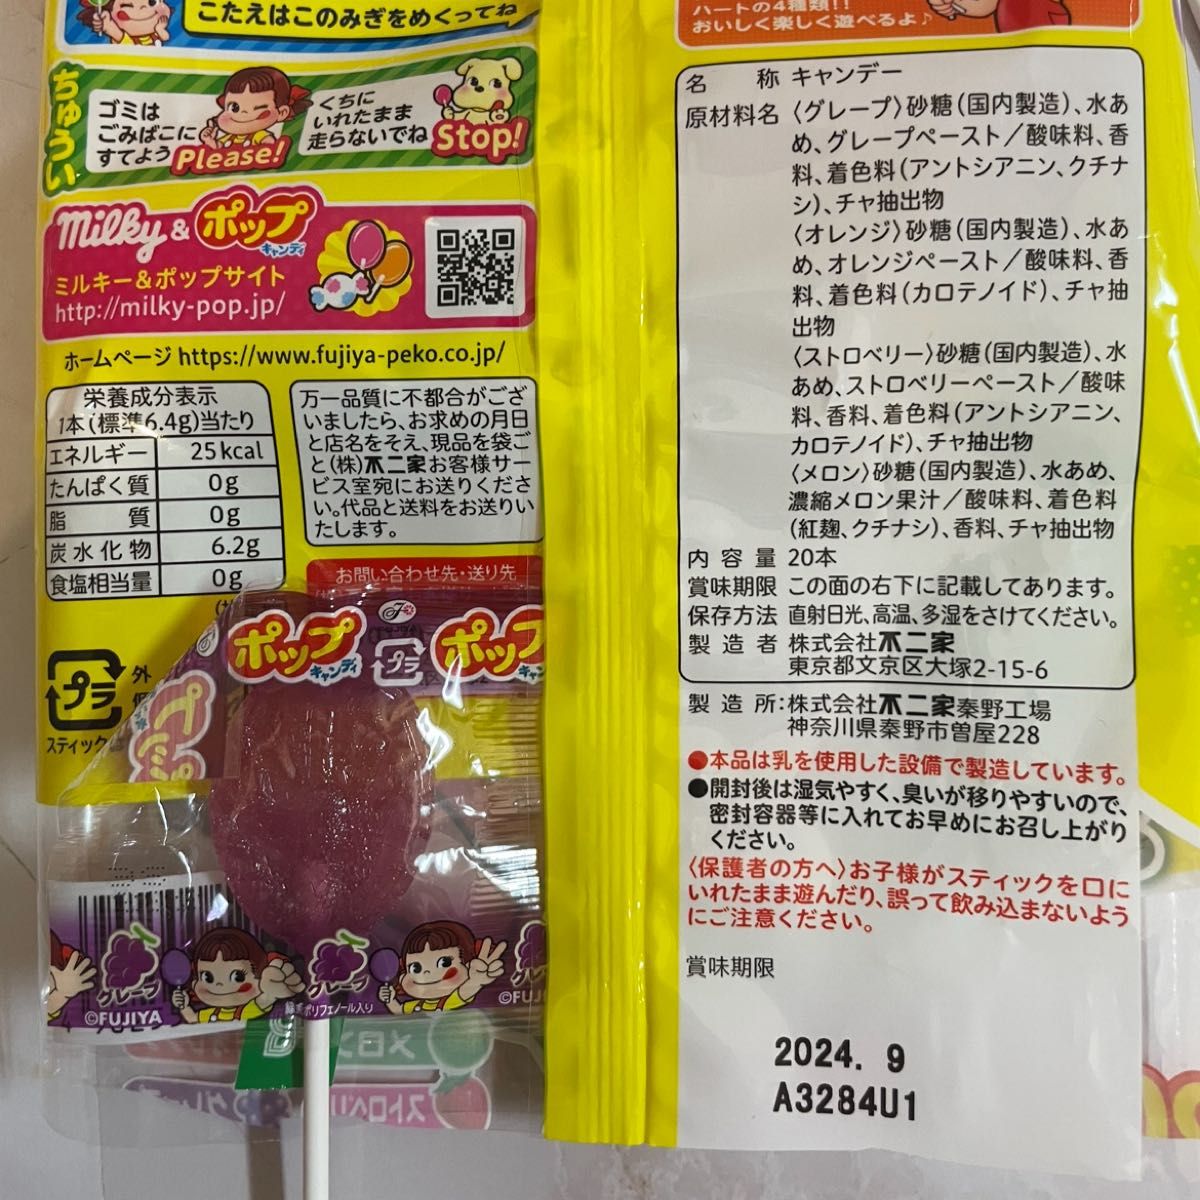 こたえはこのみぎをめくってね
ちゅうい
ゴミは
ごみばこに
すてよう Please!
くちに
いれたまま
走らないでね Stop!
milky & ポップ
キャンディ
ミルキー&ポップサイト
http://milky-pop.jp/
ホームページ https://www.fujiya-peko.co.jp/
栄養成分表示
1本(標準6.4g)当たり
エネルギー 25kcal
たんぱく質 0g
脂質 0g
炭水化物 6.2g
食塩相当量 0g
万一品質に不都合がござ
いましたら、お求めの月日
と店名をそえ、現品を袋ご
と(株)不二家お客様サー
ビス室宛にお送りくださ
い。代品と送料をお送りい
たします。
お問い合わせ先・送り先
プラ
外
スティック
ポップ
キャンディ
プラ
ポップ
キャンディ
グレープ
グレープ
ポリフェノール入り
©FUJIYA
©FUJI
メロン
ハートの4種類!!
おいしく楽しく遊べるよ♪
名称 キャンデー
原材料名 〈グレープ〉砂糖(国内製造)、水あ
め、グレープペースト/酸味料、香
料、着色料(アントシアニン、クチナ
シ)、チャ抽出物
〈オレンジ〉砂糖(国内製造)、水あ
め、オレンジペースト/酸味料、香
料、着色料(カロテノイド)、チャ抽
出物
〈ストロベリー〉砂糖(国内製造)、水
あめ、ストロベリーペースト/酸味
料、香料、着色料(アントシアニン、
カロテノイド)、チャ抽出物
〈メロン〉砂糖(国内製造)、水あめ、
濃縮メロン果汁/酸味料、着色料
(紅麹、クチナシ)、香料、チャ抽出物
内容量 20本
賞味期限 この面の右下に記載してあります。
保存方法 直射日光、高温、多湿をさけてください。
製造者 株式会社不二家
東京都文京区大塚2-15-6
製造所:株式会社不二家秦野工場
神奈川県秦野市曽屋228
●本品は乳を使用した設備で製造しています。
●開封後は湿気やすく、臭いが移りやすいので、
密封容器等に入れてお早めにお召し上がり
ください。
〈保護者の方へ〉お子様がスティックを口に
いれたまま遊んだり、誤って飲み込まないよう
にご注意ください。
賞味期限
2024. 9
A3284U1